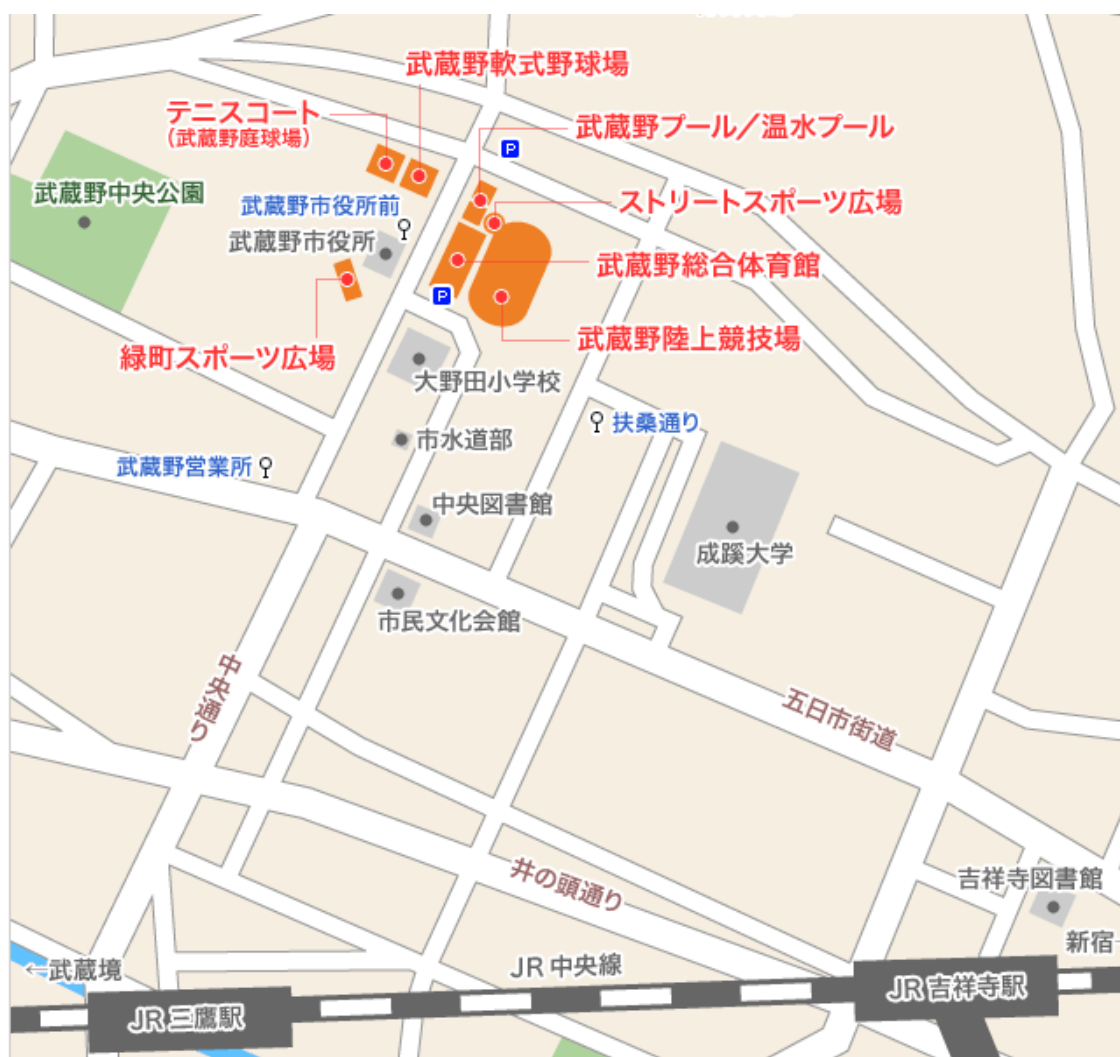 武蔵野軟式野球場
テニスコート
(武蔵野庭球場)
武蔵野プール／温水プール
P
武蔵野中央公園
武蔵野市役所前
ストリートスポーツ広場
武蔵野市役所
武蔵野総合体育館
P
武蔵野陸上競技場
緑町スポーツ広場
大野田小学校
扶桑通り
市水道部
武蔵野営業所
中央図書館
成蹊大学
市民文化会館
中央通り
五日市街道
井の頭通り
吉祥寺図書館
新宿
←武蔵境
JR 中央線
JR 吉祥寺駅
JR 三鷹駅